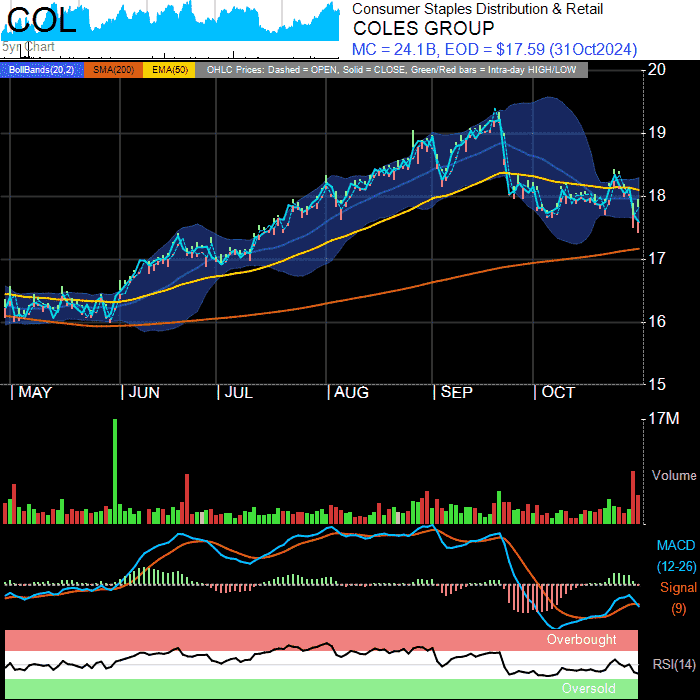 COL
5yr Chart
Consumer Staples Distribution & Retail
COLES GROUP
MC = 24.1B, EOD = $17.59 (31Oct2024)
BollBands(20,2) SMA(200) EMA(50) OHLC Prices: Dashed = OPEN, Solid = CLOSE, Green/Red bars = Intra-day HIGH/LOW
20
19
18
17
16
15
MAY JUN JUL AUG SEP OCT
17M
Volume
MACD
(12-26)
Signal
(9)
Overbought
RSI(14)
Oversold